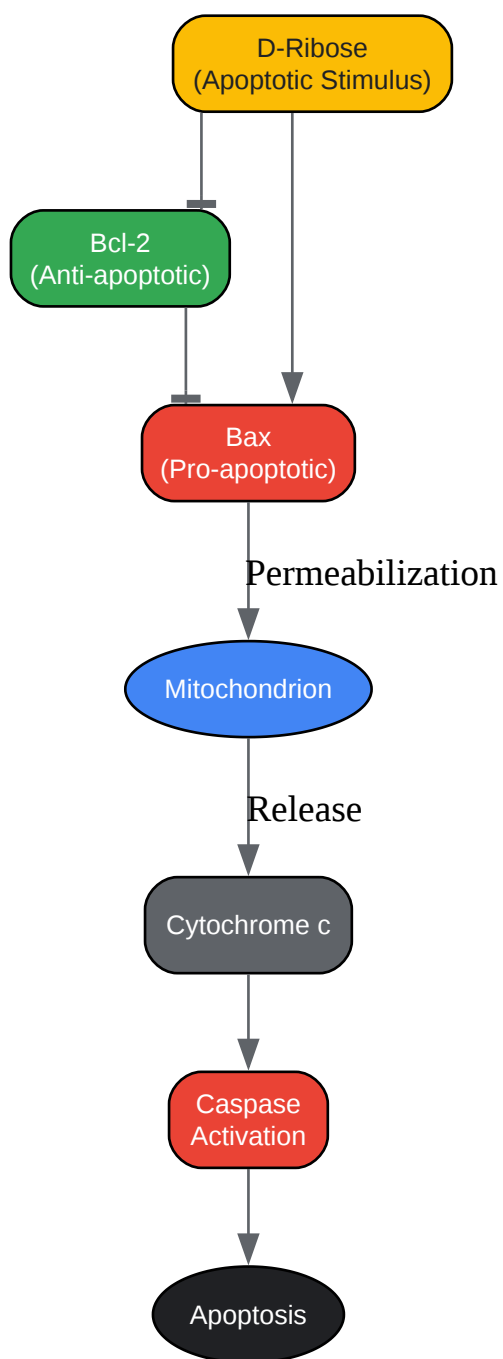 D-Ribose
(Apoptotic Stimulus)
Bcl-2
(Anti-apoptotic)
Bax
(Pro-apoptotic)
Permeabilization
Mitochondrion
Release
Cytochrome c
Caspase
Activation
Apoptosis